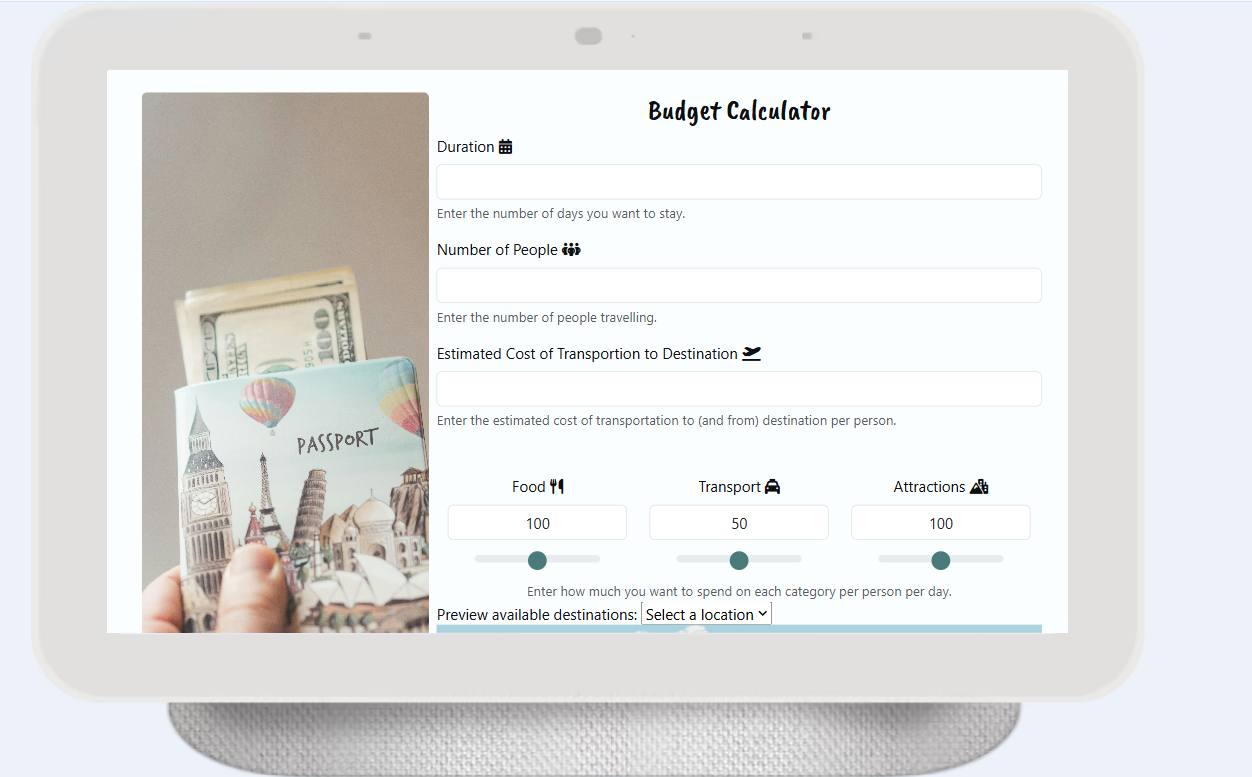 Budget Calculator
Duration
Enter the number of days you want to stay.
Number of People
Enter the number of people travelling.
Estimated Cost of Transportion to Destination
Enter the estimated cost of transportation to (and from) destination per person.
Food Transport Attractions
100 50 100
Enter how much you want to spend on each category per person per day.
Preview available destinations: Select a location
100
DOLLARS
PASSPORT